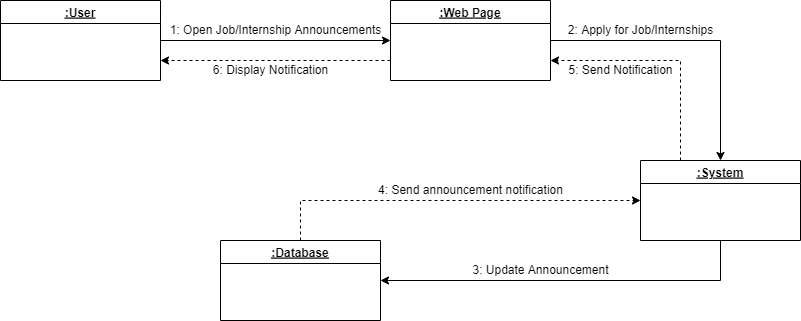 :User
:Web Page
1: Open Job/Internship Announcements
2: Apply for Job/Internships
6: Display Notification
5: Send Notification
:System
4: Send announcement notification
:Database
3: Update Announcement